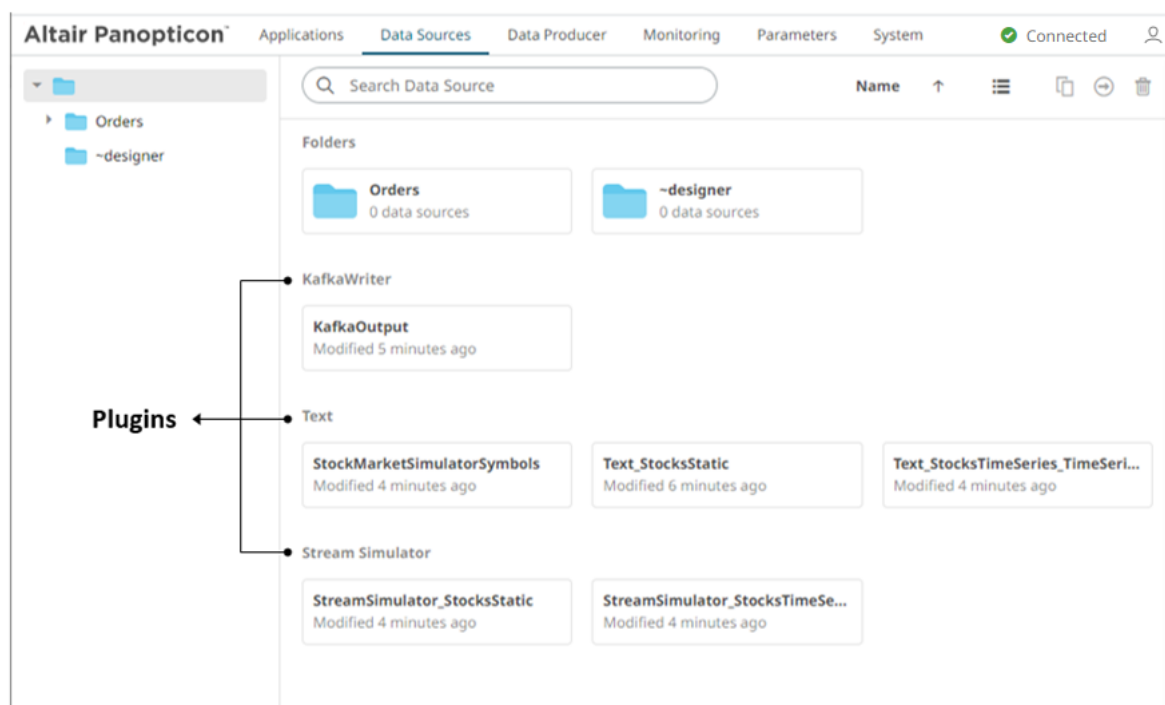 Altair Panopticon™ Applications Data Sources Data Producer Monitoring Parameters System Connected
Search Data Source Name
Orders
~designer
Folders
Orders ~designer
0 data sources 0 data sources
KafkaWriter
KafkaOutput
Modified 5 minutes ago
Plugins
Text
StockMarketSimulatorSymbols Text_StocksStatic Text_StocksTimeSeries_TimeSeri...
Modified 4 minutes ago Modified 6 minutes ago Modified 4 minutes ago
Stream Simulator
StreamSimulator_StocksStatic StreamSimulator_StocksTimeSe...
Modified 4 minutes ago Modified 4 minutes ago